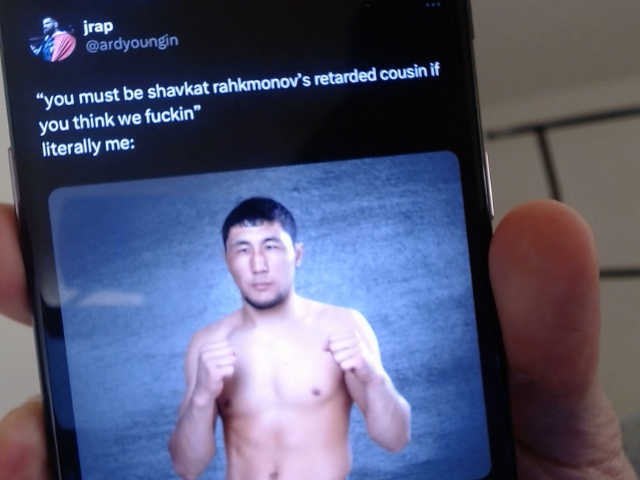 jrap
@ardyoungin
“you must be shavkat rahkmonov’s retarded cousin if
you think we fuckin”
literally me: